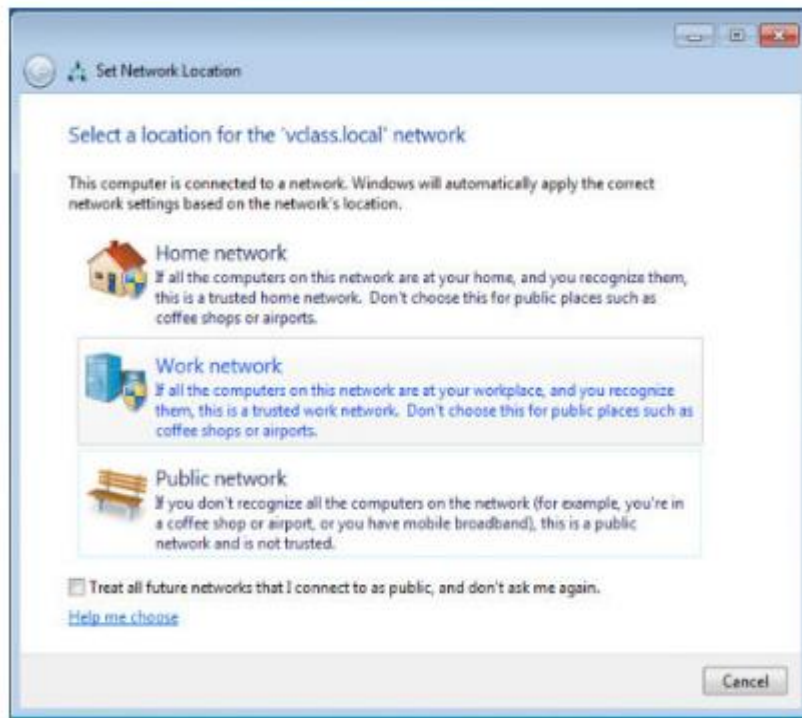 Set Network Location
Select a location for the 'vclass.local' network
This computer is connected to a network. Windows will automatically apply the correct
network settings based on the network's location.
Home network
If all the computers on this network are at your home, and you recognize them,
this is a trusted home network. Don't choose this for public places such as
coffee shops or airports.
Work network
If all the computers on this network are at your workplace, and you recognize
them, this is a trusted work network. Don't choose this for public places such as
coffee shops or airports.
Public network
If you don't recognize all the computers on the network (for example, you're in
a coffee shop or airport, or you have mobile broadband), this is a public
network and is not trusted.
Treat all future networks that I connect to as public, and don't ask me again.
Help me choose
Cancel